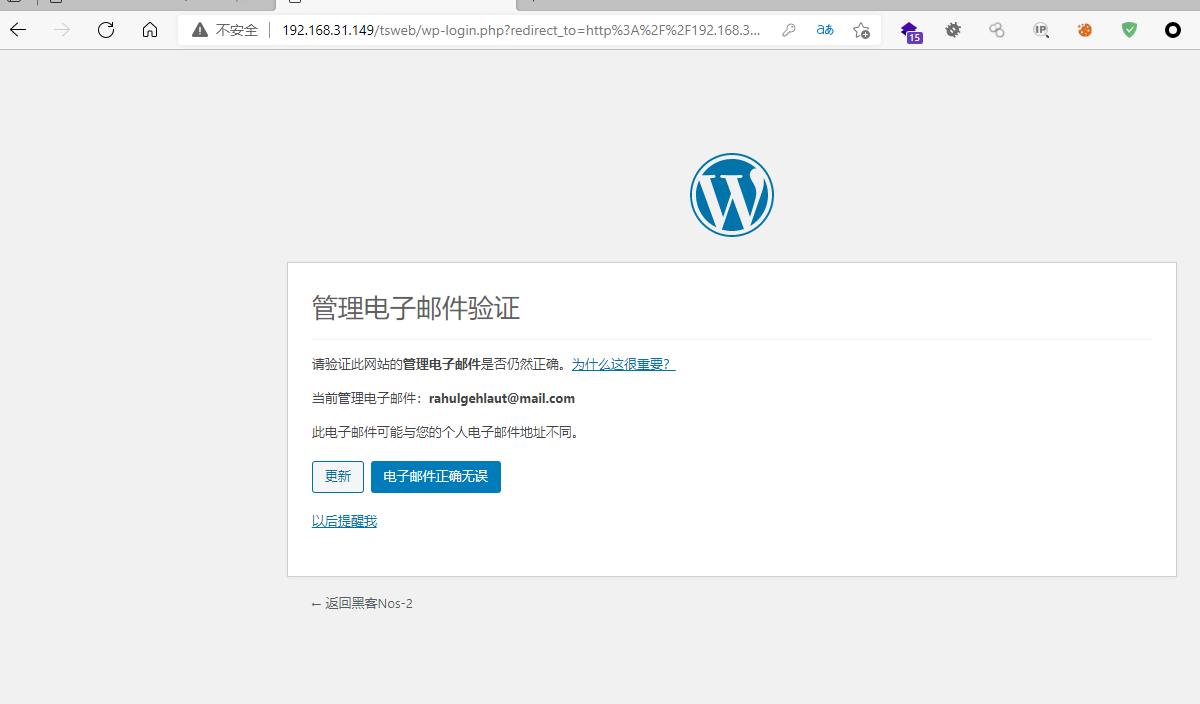 不安全 192.168.31.149/tsweb/wp-login.php?redirect_to=http%3A%2F%2F192.168.3... aあ 15 IP
管理电子邮件验证
请验证此网站的管理电子邮件是否仍然正确。为什么这很重要?
当前管理电子邮件：rahulgehlaut@mail.com
此电子邮件可能与您的个人电子邮件地址不同。
更新 电子邮件正确无误
以后提醒我
← 返回黑客Nos-2